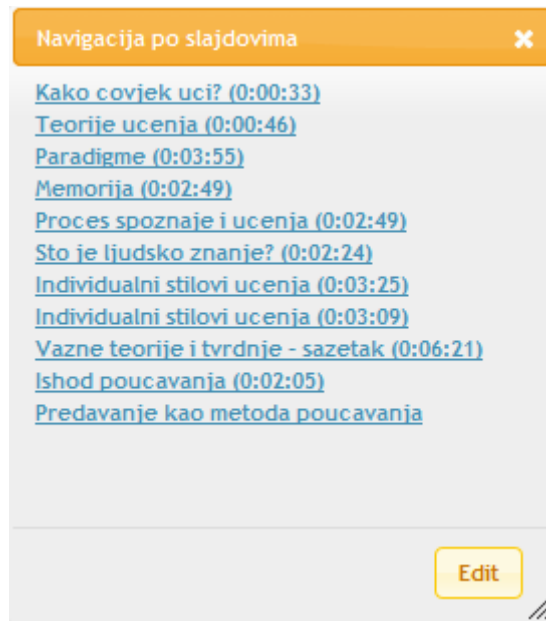 Navigacija po slajdovima
Kako covjek uci? (0:00:33)
Teorije ucenja (0:00:46)
Paradigme (0:03:55)
Memorija (0:02:49)
Proces spoznaje i ucenja (0:02:49)
Sto je ljudsko znanje? (0:02:24)
Individualni stilovi ucenja (0:03:25)
Individualni stilovi ucenja (0:03:09)
Vazne teorije i tvrdnje - sazetak (0:06:21)
Ishod poucavanja (0:02:05)
Predavanje kao metoda poucavanja
Edit